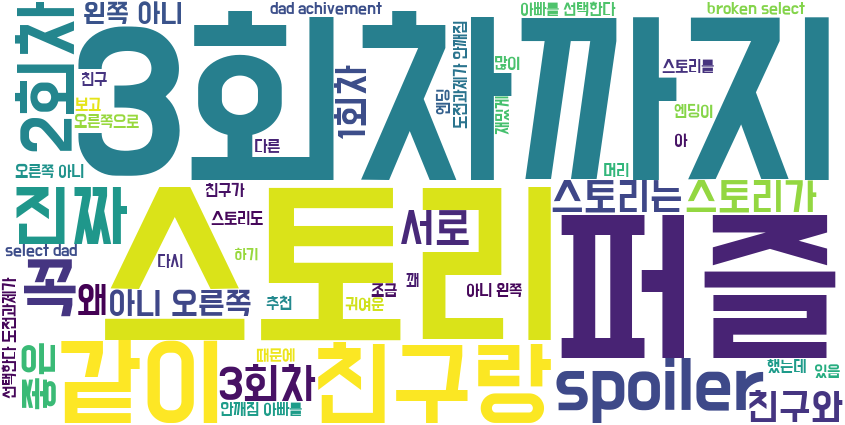 왼쪽 아니
dad achivement
아빠를 선택한다
broken select
2회차
3회차까지
친구
보고
오른쪽으로
1회차
엔딩
도전과제가 안깨짐
많이
재밌게
스토리를
엔딩이
아
다른
오른쪽 아니
머리
진짜
스토리
친구가
스토리도
서로
스토리는
스토리가
select dad
꼭
다시
하기
퍼즐
왜
아니 오른쪽
추천
귀여운
조금
꽤
아니 왼쪽
선택한다 도전과제가
좋은
같이
때문에
친구랑
3회차
안깨짐 아빠를
spoiler
했는데
있음
친구와